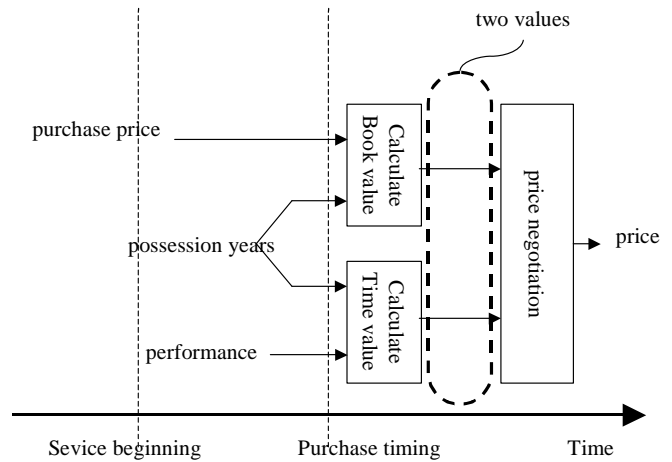 two values
purchase price
Calculate
Book value
possession years
price negotiation
price
Calculate
Time value
performance
Sevice beginning
Purchase timing
Time